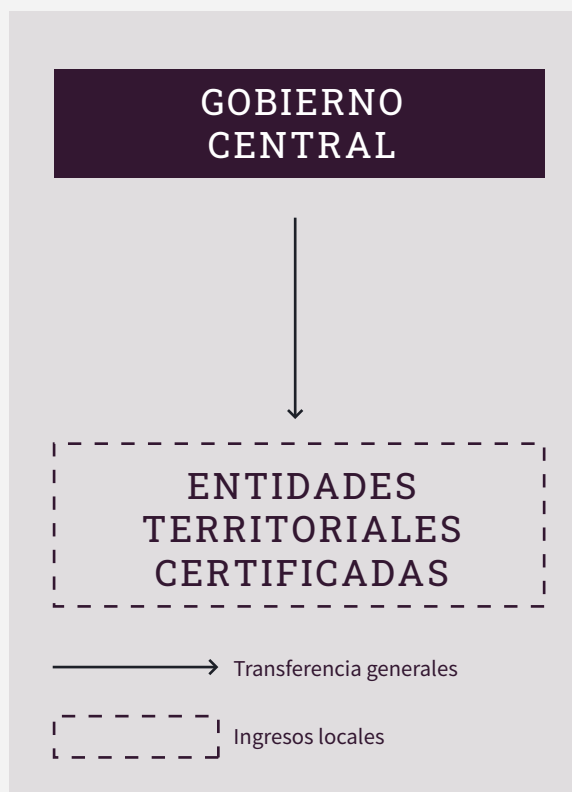 GOBIERNO
CENTRAL
ENTIDADES
TERRITORIALES
CERTIFICADAS
Transferencia generales
Ingresos locales